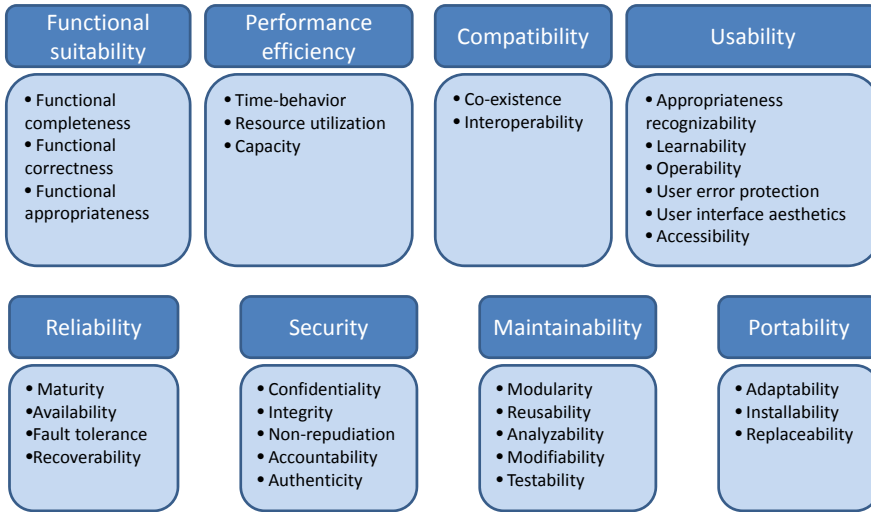 Functional
suitability
• Functional
completeness
• Functional
correctness
• Functional
appropriateness
Performance
efficiency
• Time-behavior
• Resource utilization
• Capacity
Compatibility
• Co-existence
• Interoperability
Usability
• Appropriateness
recognizability
• Learnability
• Operability
• User error protection
• User interface aesthetics
• Accessibility
Reliability
• Maturity
•Availability
•Fault tolerance
•Recoverability
Security
• Confidentiality
• Integrity
• Non-repudiation
• Accountability
• Authenticity
Maintainability
• Modularity
• Reusability
• Analyzability
• Modifiability
• Testability
Portability
• Adaptability
• Installability
• Replaceability